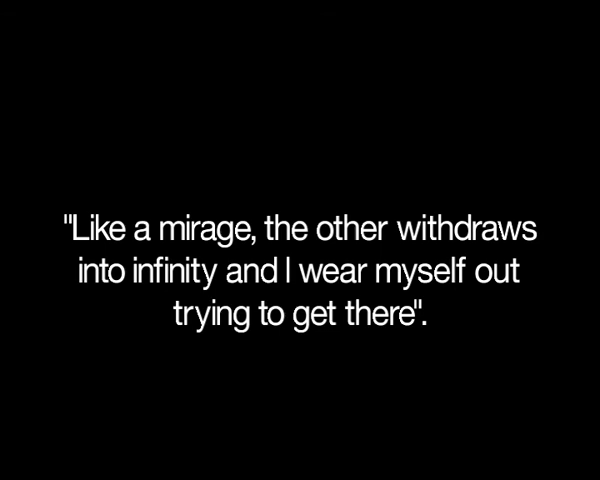 "Like a mirage, the other withdraws
into infinity and I wear myself out
trying to get there".